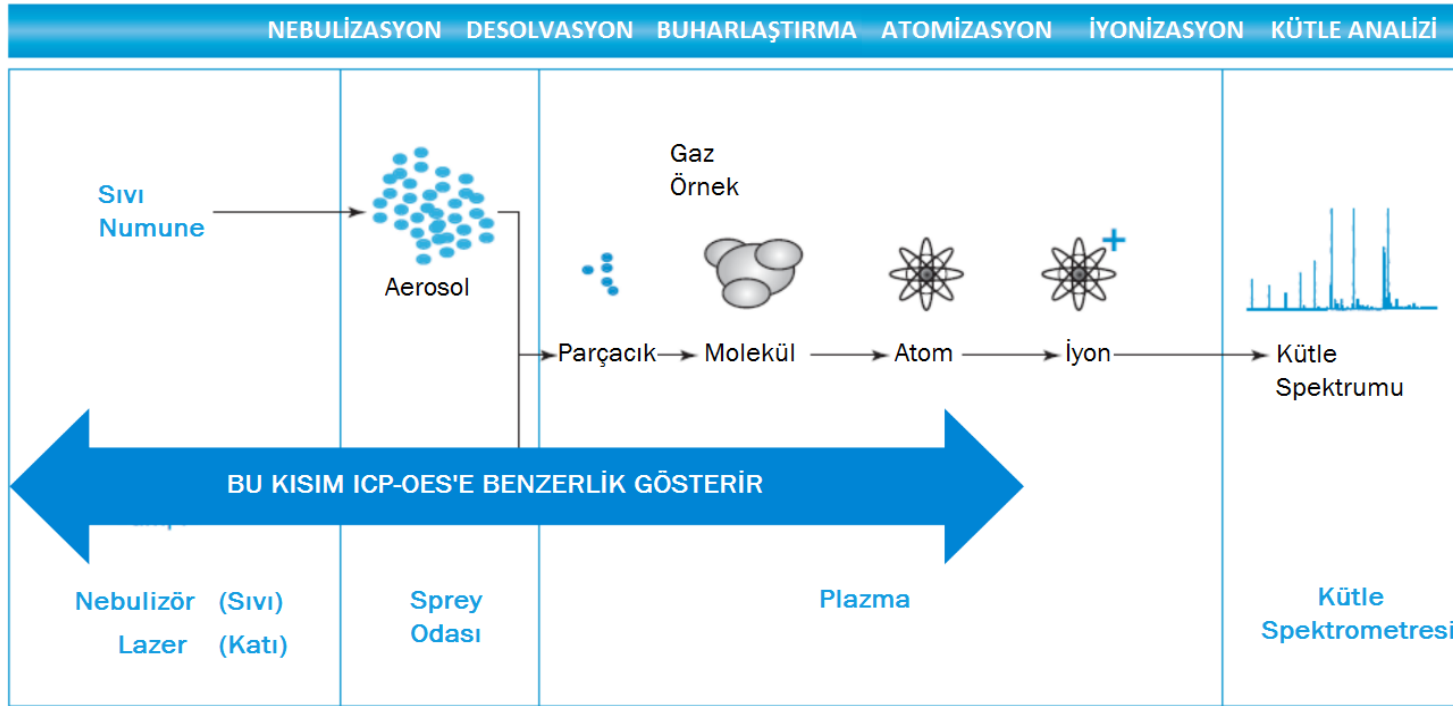 NEBULİZASYON DESOLVASYON BUHARLAŞTIRMA ATOMİZASYON İYONİZASYON KÜTLE ANALİZİ
Gaz
Örnek
Sıvı
Numune
Aerosol
Parçacık
Molekül
Atom
İyon
Kütle
Spektrumu
BU KISIM ICP-OES'E BENZERLİK GÖSTERİR
Nebulizör (Sıvı)
Lazer (Katı)
Sprey
Odası
Plazma
Kütle
Spektrometresi